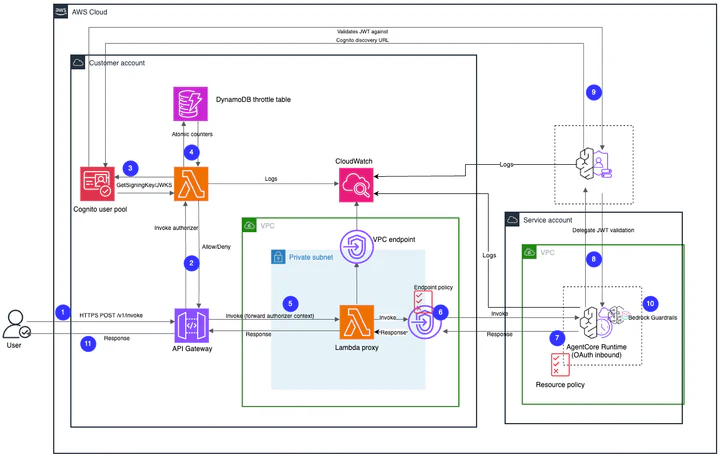 aws
AWS Cloud
Validates JWT against
Cognito discovery URL
Customer account
DynamoDB throttle table
9
Atomic counters
4
CloudWatch
3
Logs
Logs
GetSigningKey/JWKS
Cognito user pool
Service account
VPC
Invoke authorizer
Delegate JWT validation
VPC endpoint
Allow/Deny
VPC
Private subnet
Logs
2
8
Endpoint policy
5
10
1
HTTPS POST /v1/invoke
Invoke (forward authorizer context)
Invoke
6
Invoke
Bedrock Guardrails
Response
Response
Response
Response
7
User
11
API Gateway
Lambda proxy
AgentCore Runtime
(OAuth inbound)
Resource policy